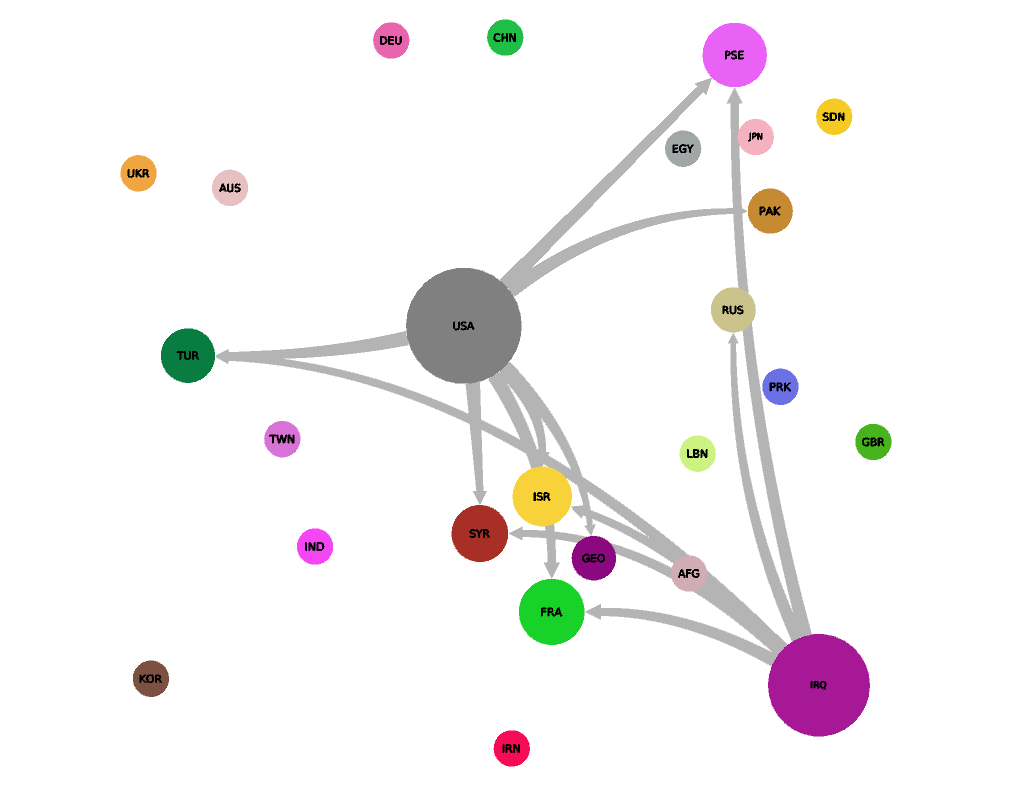 DEU
CHN
PSE
SDN
JPN
EGY
UKR
AUS
PAK
RUS
USA
TUR
PRK
TWN
GBR
LBN
ISR
SYR
IND
GEO
AFG
FRA
KOR
IRQ
IRN